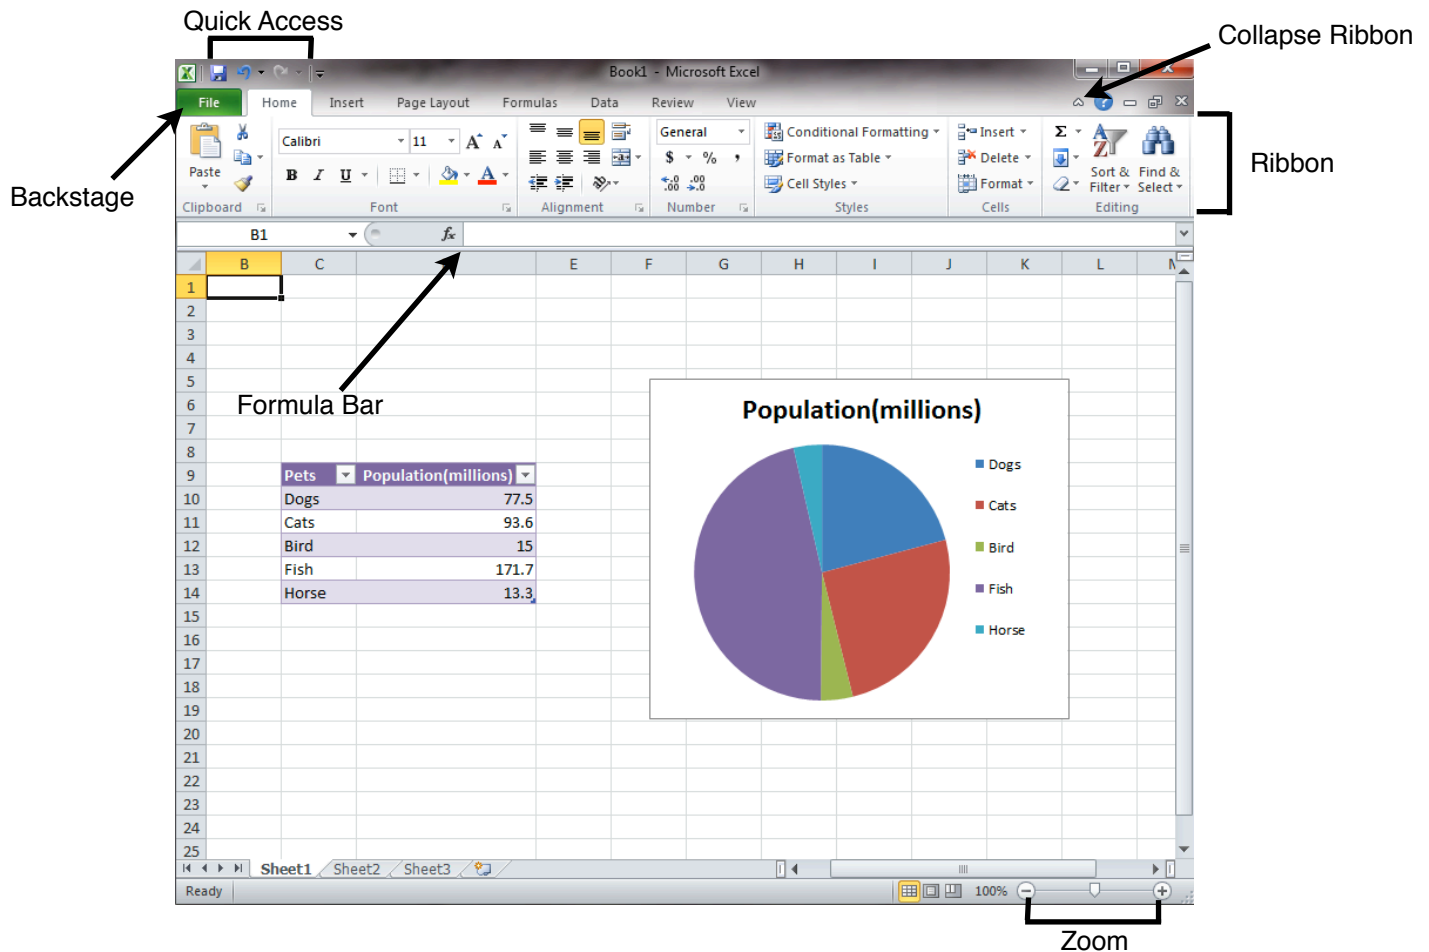 Quick Access
Collapse Ribbon
Book1 - Microsoft Excel
File Home Insert Page Layout Formulas Data Review View
Ribbon
Backstage
Paste
Calibri 11
B I U
General
$ % ,
Conditional Formatting
Format as Table
Cell Styles
Insert
Delete
Format
Σ
Sort & Filter
Find & Select
Clipboard Font Alignment Number Styles Cells Editing
B1 fx
B C E F G H I J K L M
1
2
3
4
5
6
7
8
9
10
11
12
13
14
15
16
17
18
19
20
21
22
23
24
25
Formula Bar
Pets Population(millions)
Dogs 77.5
Cats 93.6
Bird 15
Fish 171.7
Horse 13.3
Population(millions)
Dogs
Cats
Bird
Fish
Horse
Sheet1 Sheet2 Sheet3
Ready 100%
Zoom